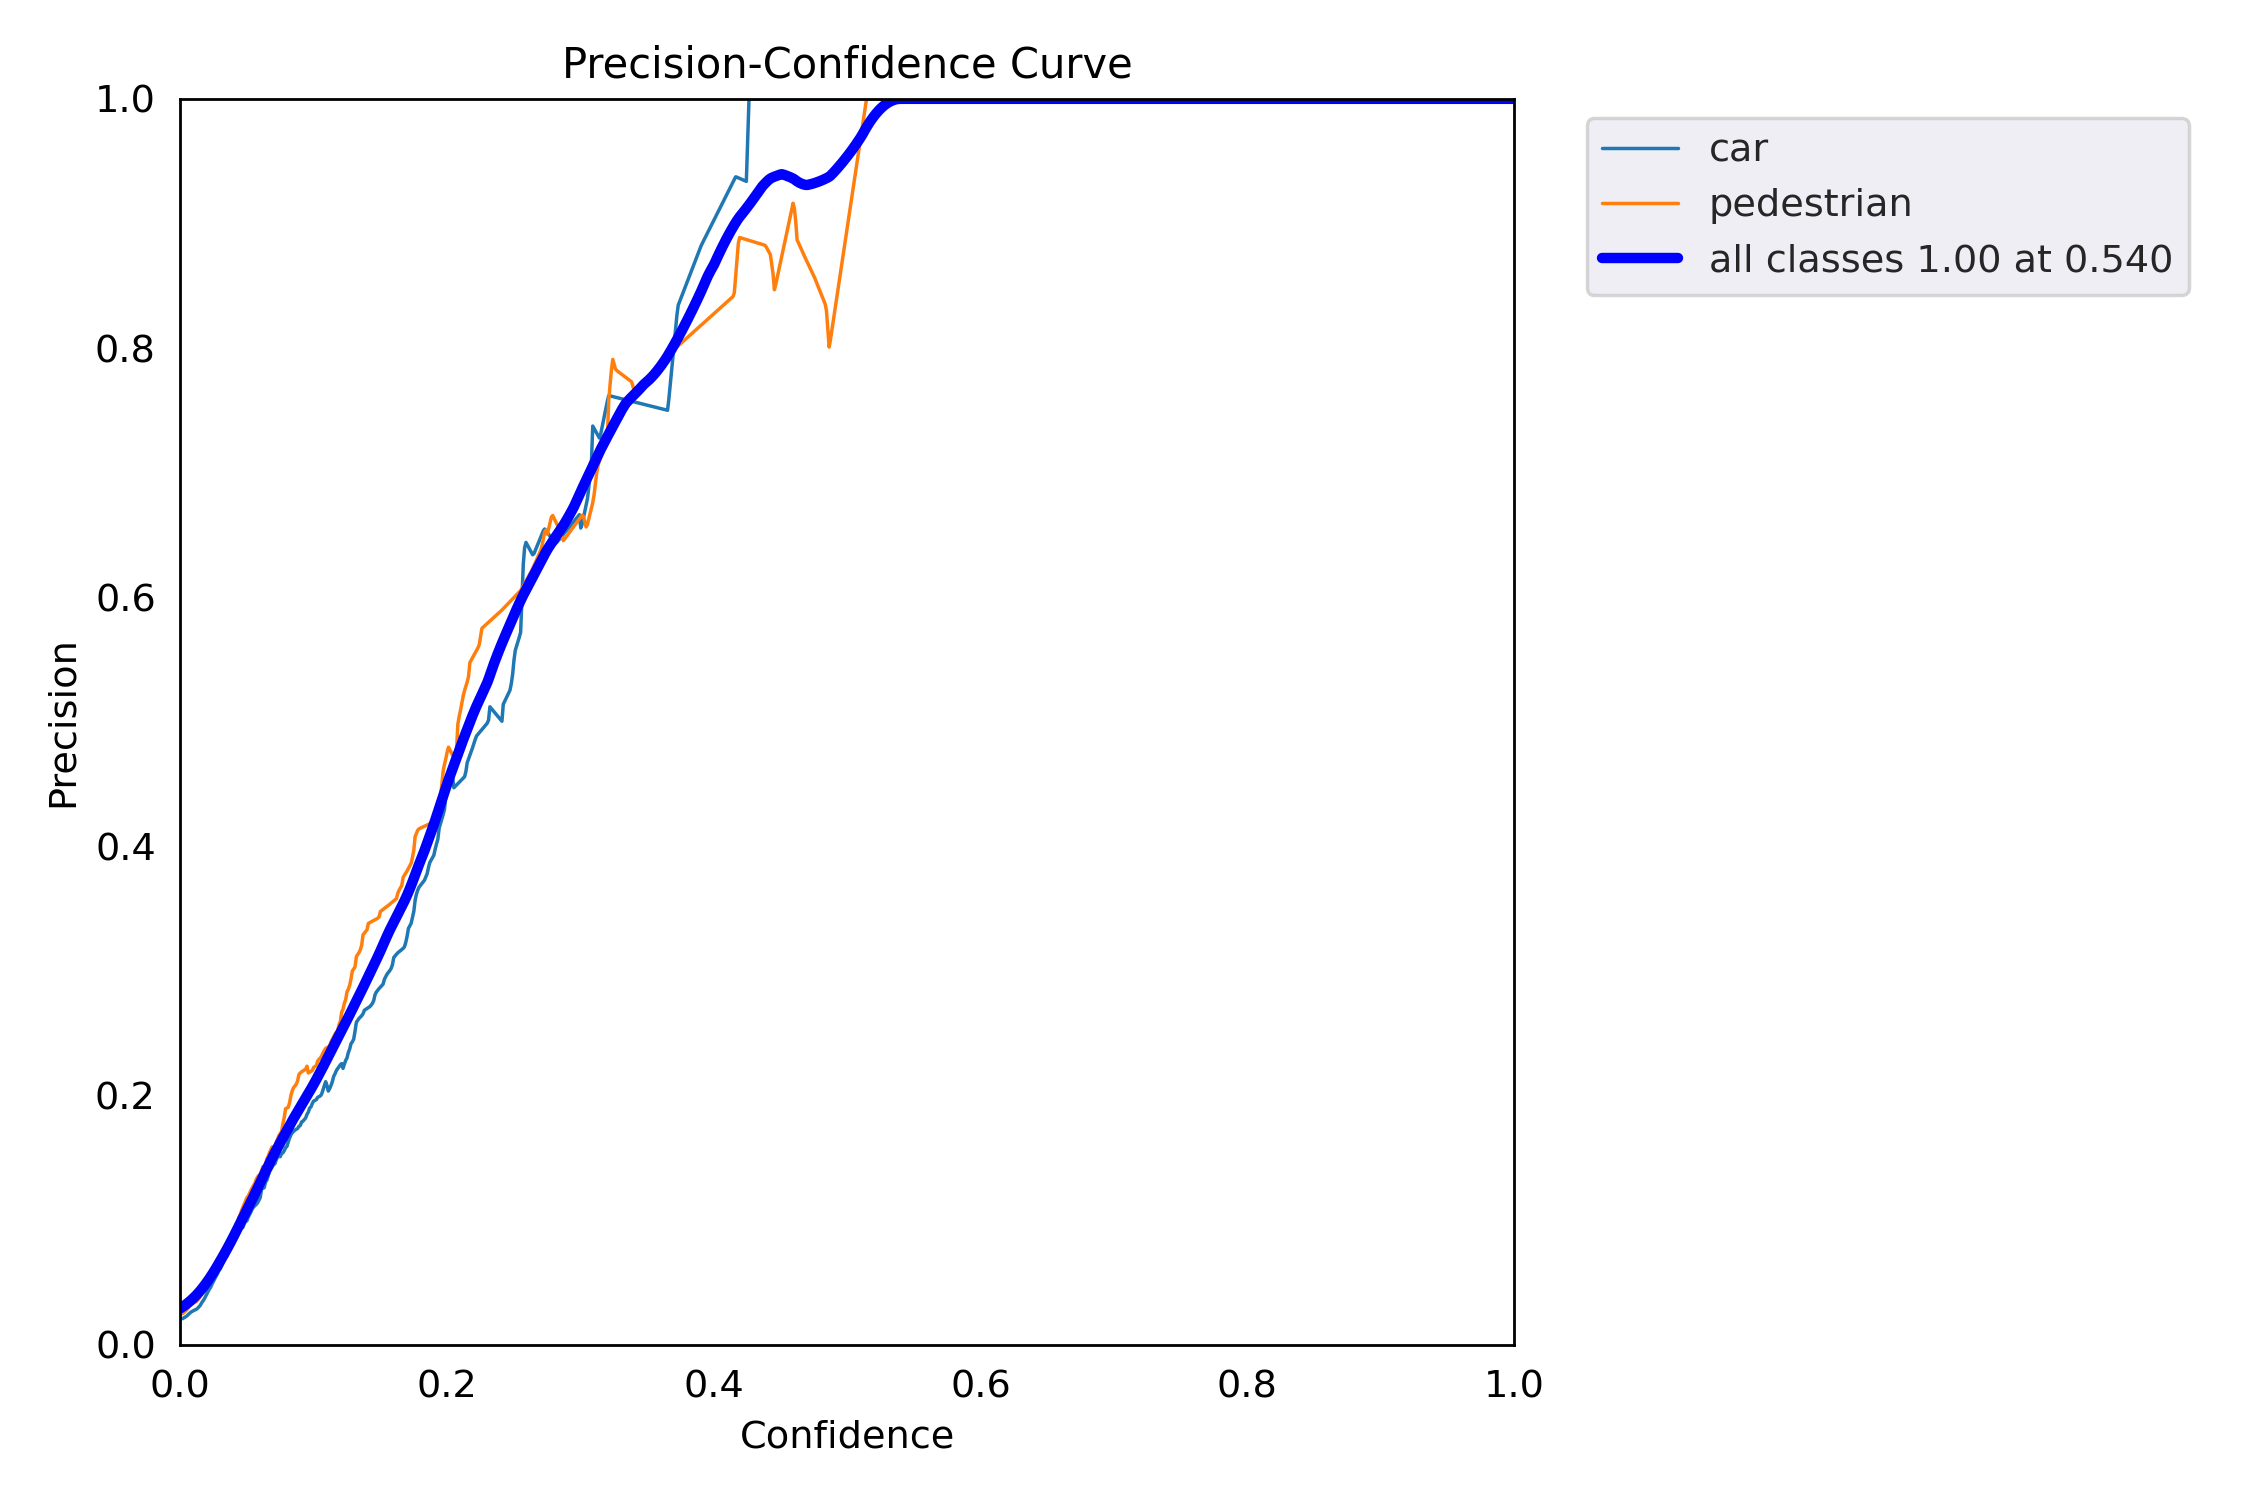 Precision-Confidence Curve
car
pedestrian
all classes 1.00 at 0.540
1.0
0.8
0.6
0.4
0.2
0.0
Precision
0.0 0.2 0.4 0.6 0.8 1.0
Confidence